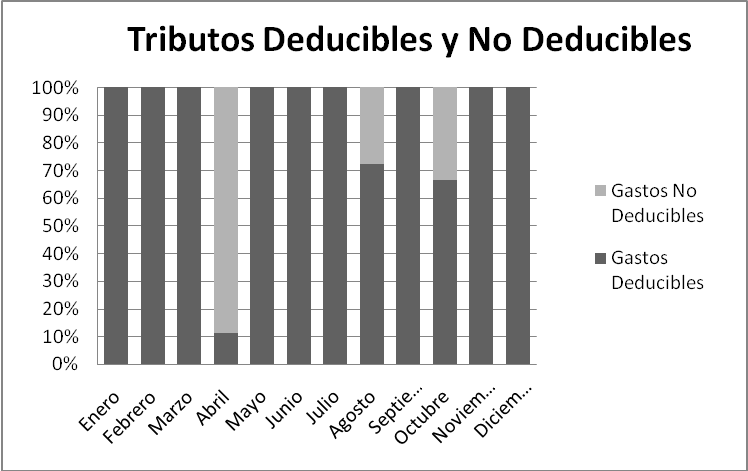 Tributos Deducibles y No Deducibles
100%
90%
80%
70%
60%
50%
40%
30%
20%
10%
0%
Enero
Febrero
Marzo
Abril
Mayo
Junio
Julio
Agosto
Septie...
Octubre
Noviem...
Diciem...
Gastos No
Deducibles
Gastos
Deducibles